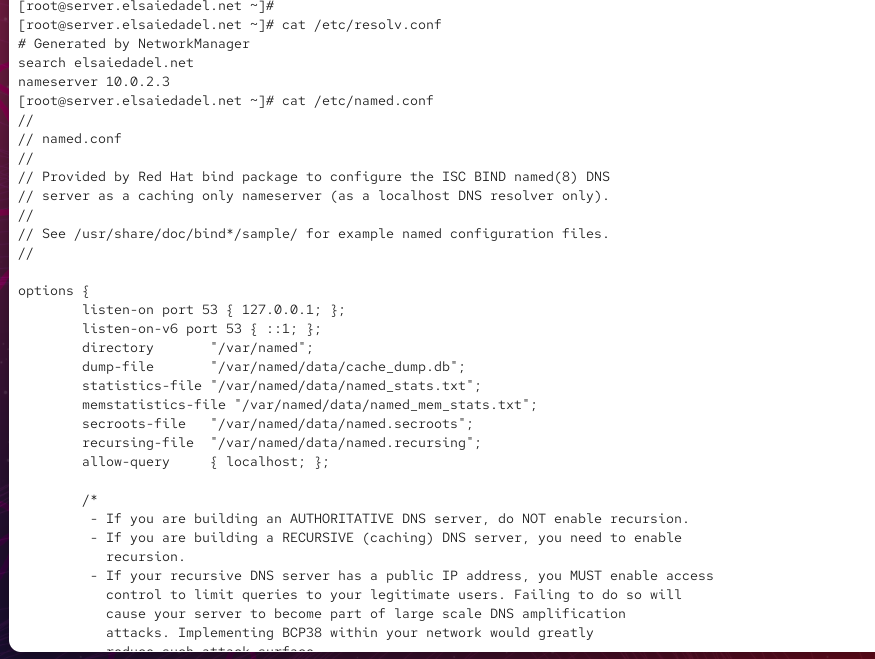 [root@server.elsaiedadel.net ~]#
[root@server.elsaiedadel.net ~]# cat /etc/resolv.conf
# Generated by NetworkManager
search elsaiedadel.net
nameserver 10.0.2.3
[root@server.elsaiedadel.net ~]# cat /etc/named.conf
//
// named.conf
//
// Provided by Red Hat bind package to configure the ISC BIND named(8) DNS
// server as a caching only nameserver (as a localhost DNS resolver only).
//
// See /usr/share/doc/bind*/sample/ for example named configuration files.
//

options {
        listen-on port 53 { 127.0.0.1; };
        listen-on-v6 port 53 { ::1; };
        directory       "/var/named";
        dump-file       "/var/named/data/cache_dump.db";
        statistics-file "/var/named/data/named_stats.txt";
        memstatistics-file "/var/named/data/named_mem_stats.txt";
        secroots-file   "/var/named/data/named.secroots";
        recursing-file  "/var/named/data/named.recursing";
        allow-query     { localhost; };

        /*
         - If you are building an AUTHORITATIVE DNS server, do NOT enable recursion.
         - If you are building a RECURSIVE (caching) DNS server, you need to enable
           recursion.
         - If your recursive DNS server has a public IP address, you MUST enable access
           control to limit queries to your legitimate users. Failing to do so will
           cause your server to become part of large scale DNS amplification
           attacks. Implementing BCP38 within your network would greatly
           reduce such attack surface